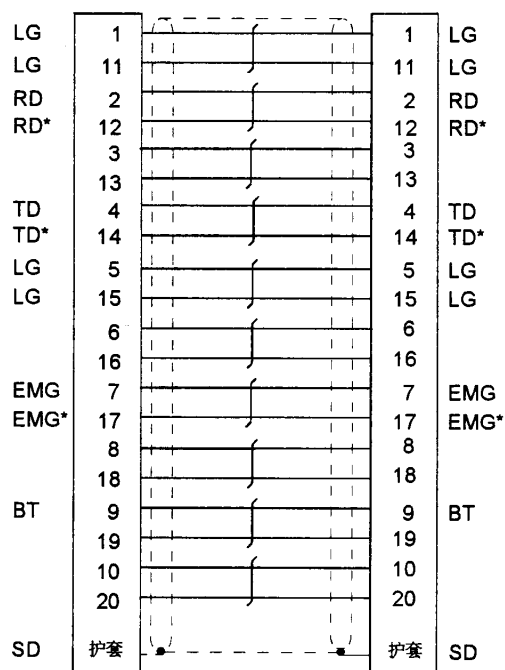 LG 1 1 LG
LG 11 11 LG
RD 2 2 RD
RD* 12 12 RD*
3 3
13 13
TD 4 4 TD
TD* 14 14 TD*
LG 5 5 LG
LG 15 15 LG
6 6
16 16
EMG 7 7 EMG
EMG* 17 17 EMG*
8 8
18 18
BT 9 9 BT
19 19
10 10
20 20
SD 护套 护套 SD